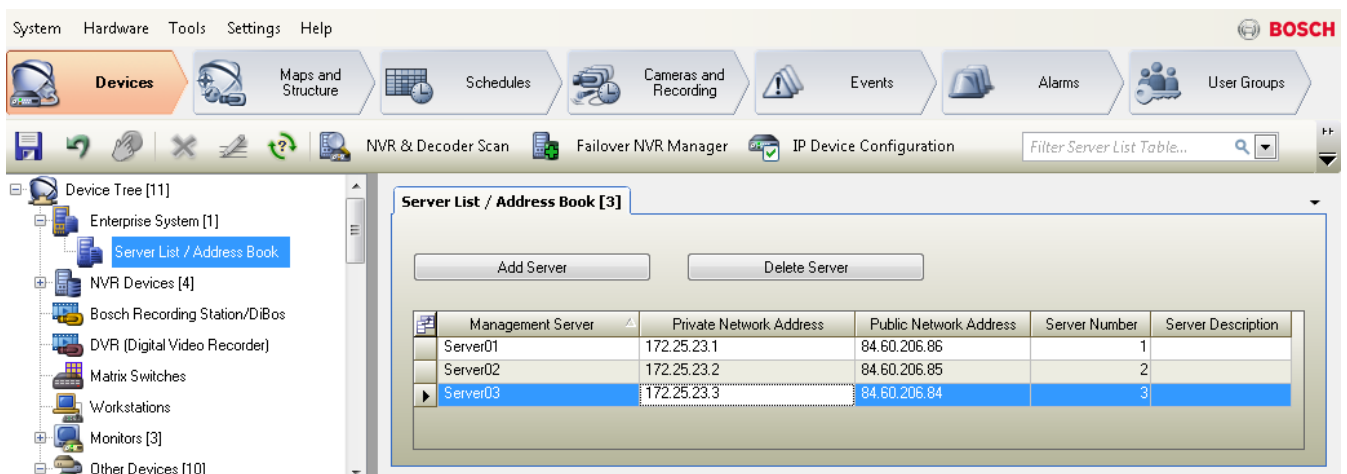 System Hardware Tools Settings Help
BOSCH
Devices
Maps and
Structure
Schedules
Cameras and
Recording
Events
Alarms
User Groups
NVR & Decoder Scan Failover NVR Manager IP Device Configuration Filter Server List Table...
Device Tree [11]
Enterprise System [1]
Server List / Address Book
NVR Devices [4]
Bosch Recording Station/DiBos
DVR (Digital Video Recorder)
Matrix Switches
Workstations
Monitors [3]
Other Devices [10]
Server List / Address Book [3]
Add Server Delete Server
Management Server Private Network Address Public Network Address Server Number Server Description
Server01 172.25.23.1 84.60.206.86 1
Server02 172.25.23.2 84.60.206.85 2
Server03 172.25.23.3 84.60.206.84 3